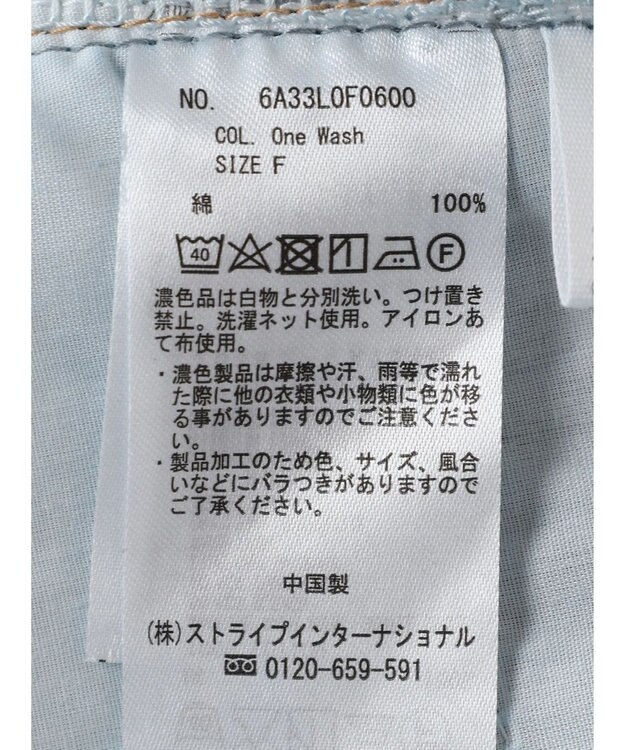 NO. 6A33L0F0600
COL. One Wash
SIZE F
綿 100%
40 F
濃色品は白物と分別洗い。つけ置き
禁止。洗濯ネット使用。アイロンあ
て布使用。
・濃色製品は摩擦や汗、雨等で濡れ
た際に他の衣類や小物類に色が移
る事がありますのでご注意くださ
い。
・製品加工のため色、サイズ、風合
いなどにバラつきがありますので
ご了承ください。
中国製
(株)ストライプインターナショナル
0120-659-591